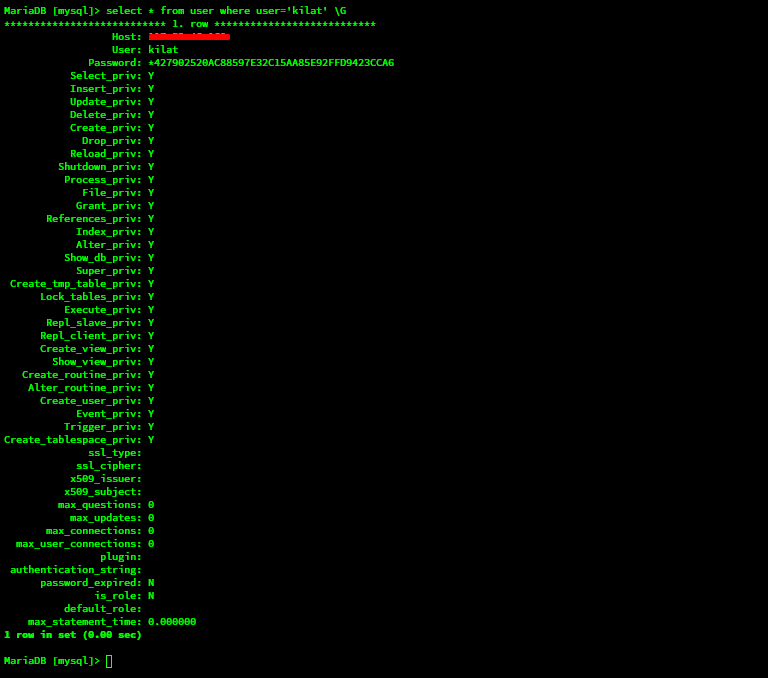 MariaDB [mysql]> select * from user where user='kilat' \G
*************************** 1. row ***************************
Host:
User: kilat
Password: *427902520AC88597E32C15AA85E92FFD9423CCA6
Select_priv: Y
Insert_priv: Y
Update_priv: Y
Delete_priv: Y
Create_priv: Y
Drop_priv: Y
Reload_priv: Y
Shutdown_priv: Y
Process_priv: Y
File_priv: Y
Grant_priv: Y
References_priv: Y
Index_priv: Y
Alter_priv: Y
Show_db_priv: Y
Super_priv: Y
Create_tmp_table_priv: Y
Lock_tables_priv: Y
Execute_priv: Y
Repl_slave_priv: Y
Repl_client_priv: Y
Create_view_priv: Y
Show_view_priv: Y
Create_routine_priv: Y
Alter_routine_priv: Y
Create_user_priv: Y
Event_priv: Y
Trigger_priv: Y
Create_tablespace_priv: Y
ssl_type:
ssl_cipher:
x509_issuer:
x509_subject:
max_questions: 0
max_updates: 0
max_connections: 0
max_user_connections: 0
plugin:
authentication_string:
password_expired: N
is_role: N
default_role:
max_statement_time: 0.000000
1 row in set (0.00 sec)
MariaDB [mysql]>